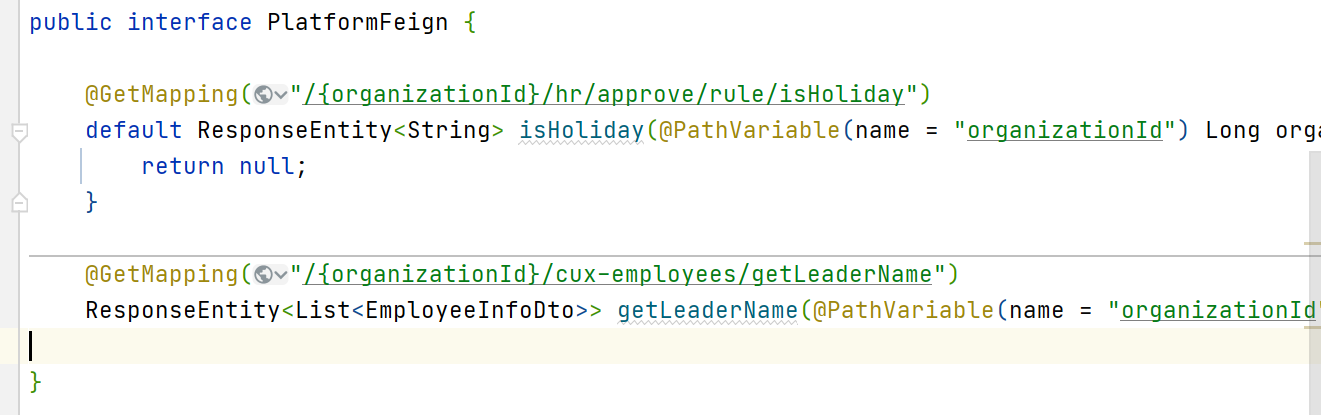 public interface PlatformFeign {
@GetMapping("/{organizationId}/hr/approve/rule/isHoliday")
default ResponseEntity<String> isHoliday(@PathVariable(name = "organizationId") Long orga
return null;
}
@GetMapping("/{organizationId}/cux-employees/getLeaderName")
ResponseEntity<List<EmployeeInfoDto>> getLeaderName(@PathVariable(name = "organizationId"
}